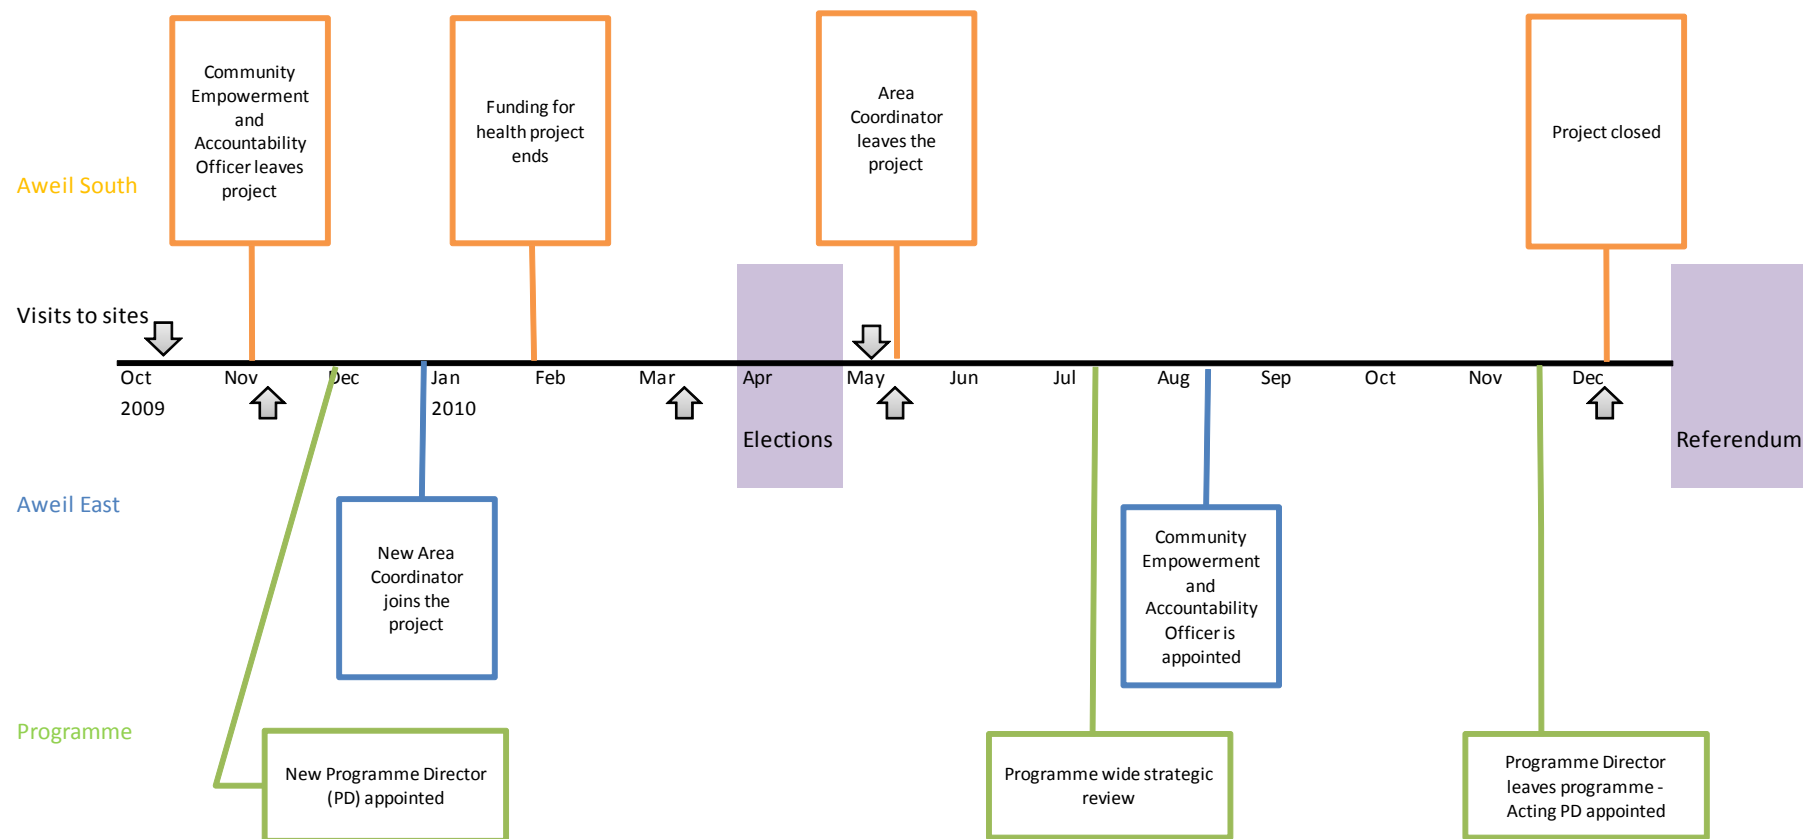 Community
Empowerment
and
Accountability
Officer leaves
project
Funding for
health project
ends
Area
Coordinator
leaves the
project
Project closed
Aweil South
Visits to sites
Oct Nov Dec Jan Feb Mar Apr May Jun Jul Aug Sep Oct Nov Dec
2009 2010
Elections
Referendum
Aweil East
New Area
Coordinator
joins the
project
Community
Empowerment
and
Accountability
Officer is
appointed
Programme
New Programme Director
(PD) appointed
Programme wide strategic
review
Programme Director
leaves programme -
Acting PD appointed